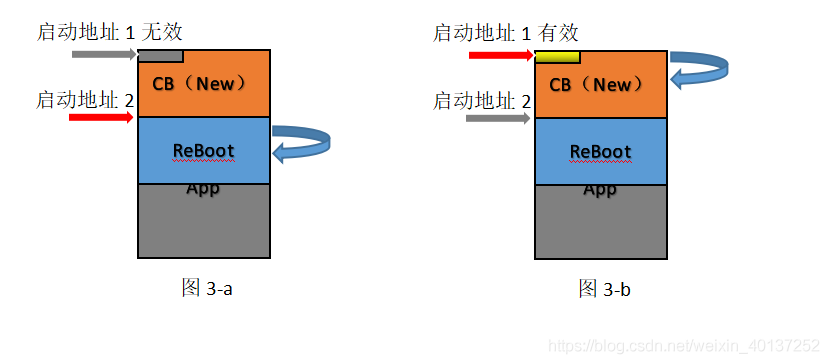 启动地址 1 无效
CB（New）
启动地址 2
ReBoot
App
图 3-a
启动地址 1 有效
CB（New）
启动地址 2
ReBoot
App
图 3-b
https://blog.csdn.net/weixin_40137252